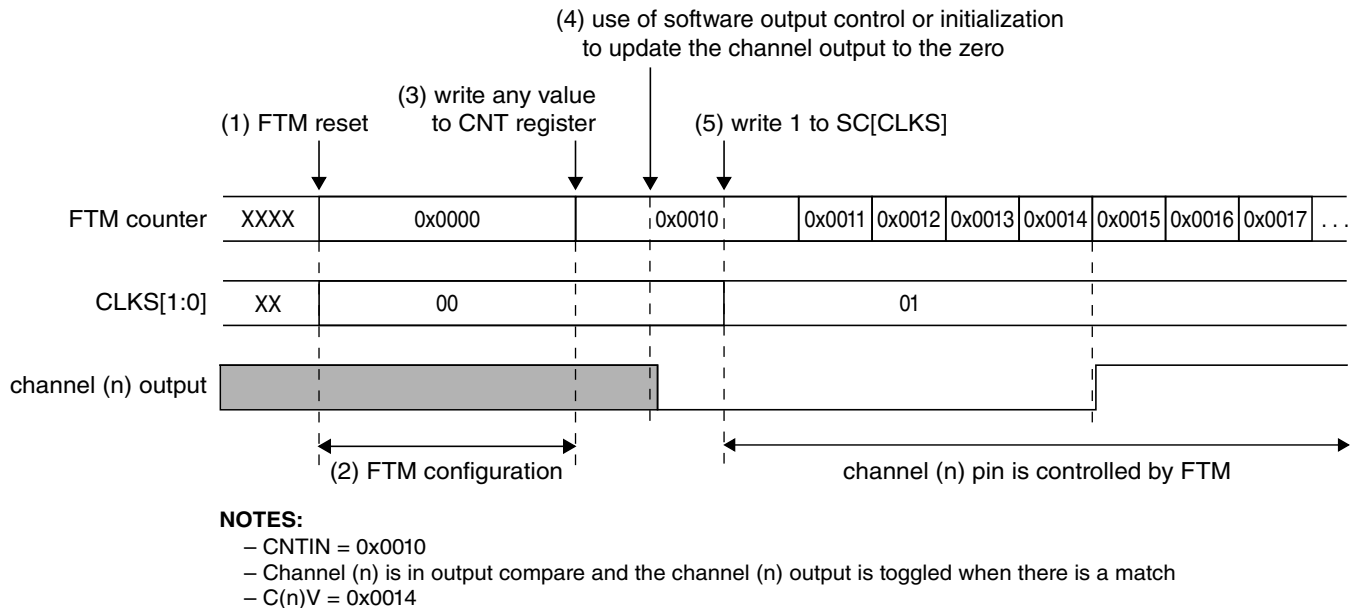 (4) use of software output control or initialization
to update the channel output to the zero
(3) write any value
to CNT register
(1) FTM reset
(5) write 1 to SC[CLKS]
FTM counter
XXXX
0x0000
0x0010
0x0011
0x0012
0x0013
0x0014
0x0015
0x0016
0x0017
. . .
CLKS[1:0]
XX
00
01
channel (n) output
(2) FTM configuration
channel (n) pin is controlled by FTM
NOTES:
– CNTIN = 0x0010
– Channel (n) is in output compare and the channel (n) output is toggled when there is a match
– C(n)V = 0x0014